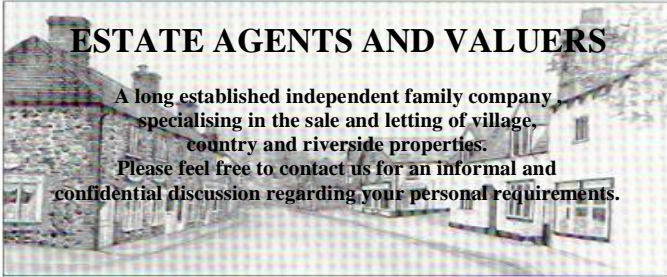 ESTATE AGENTS AND VALUERS
A long established independent family company ,
specialising in the sale and letting of village,
country and riverside properties.
Please feel free to contact us for an informal and
confidential discussion regarding your personal requirements.